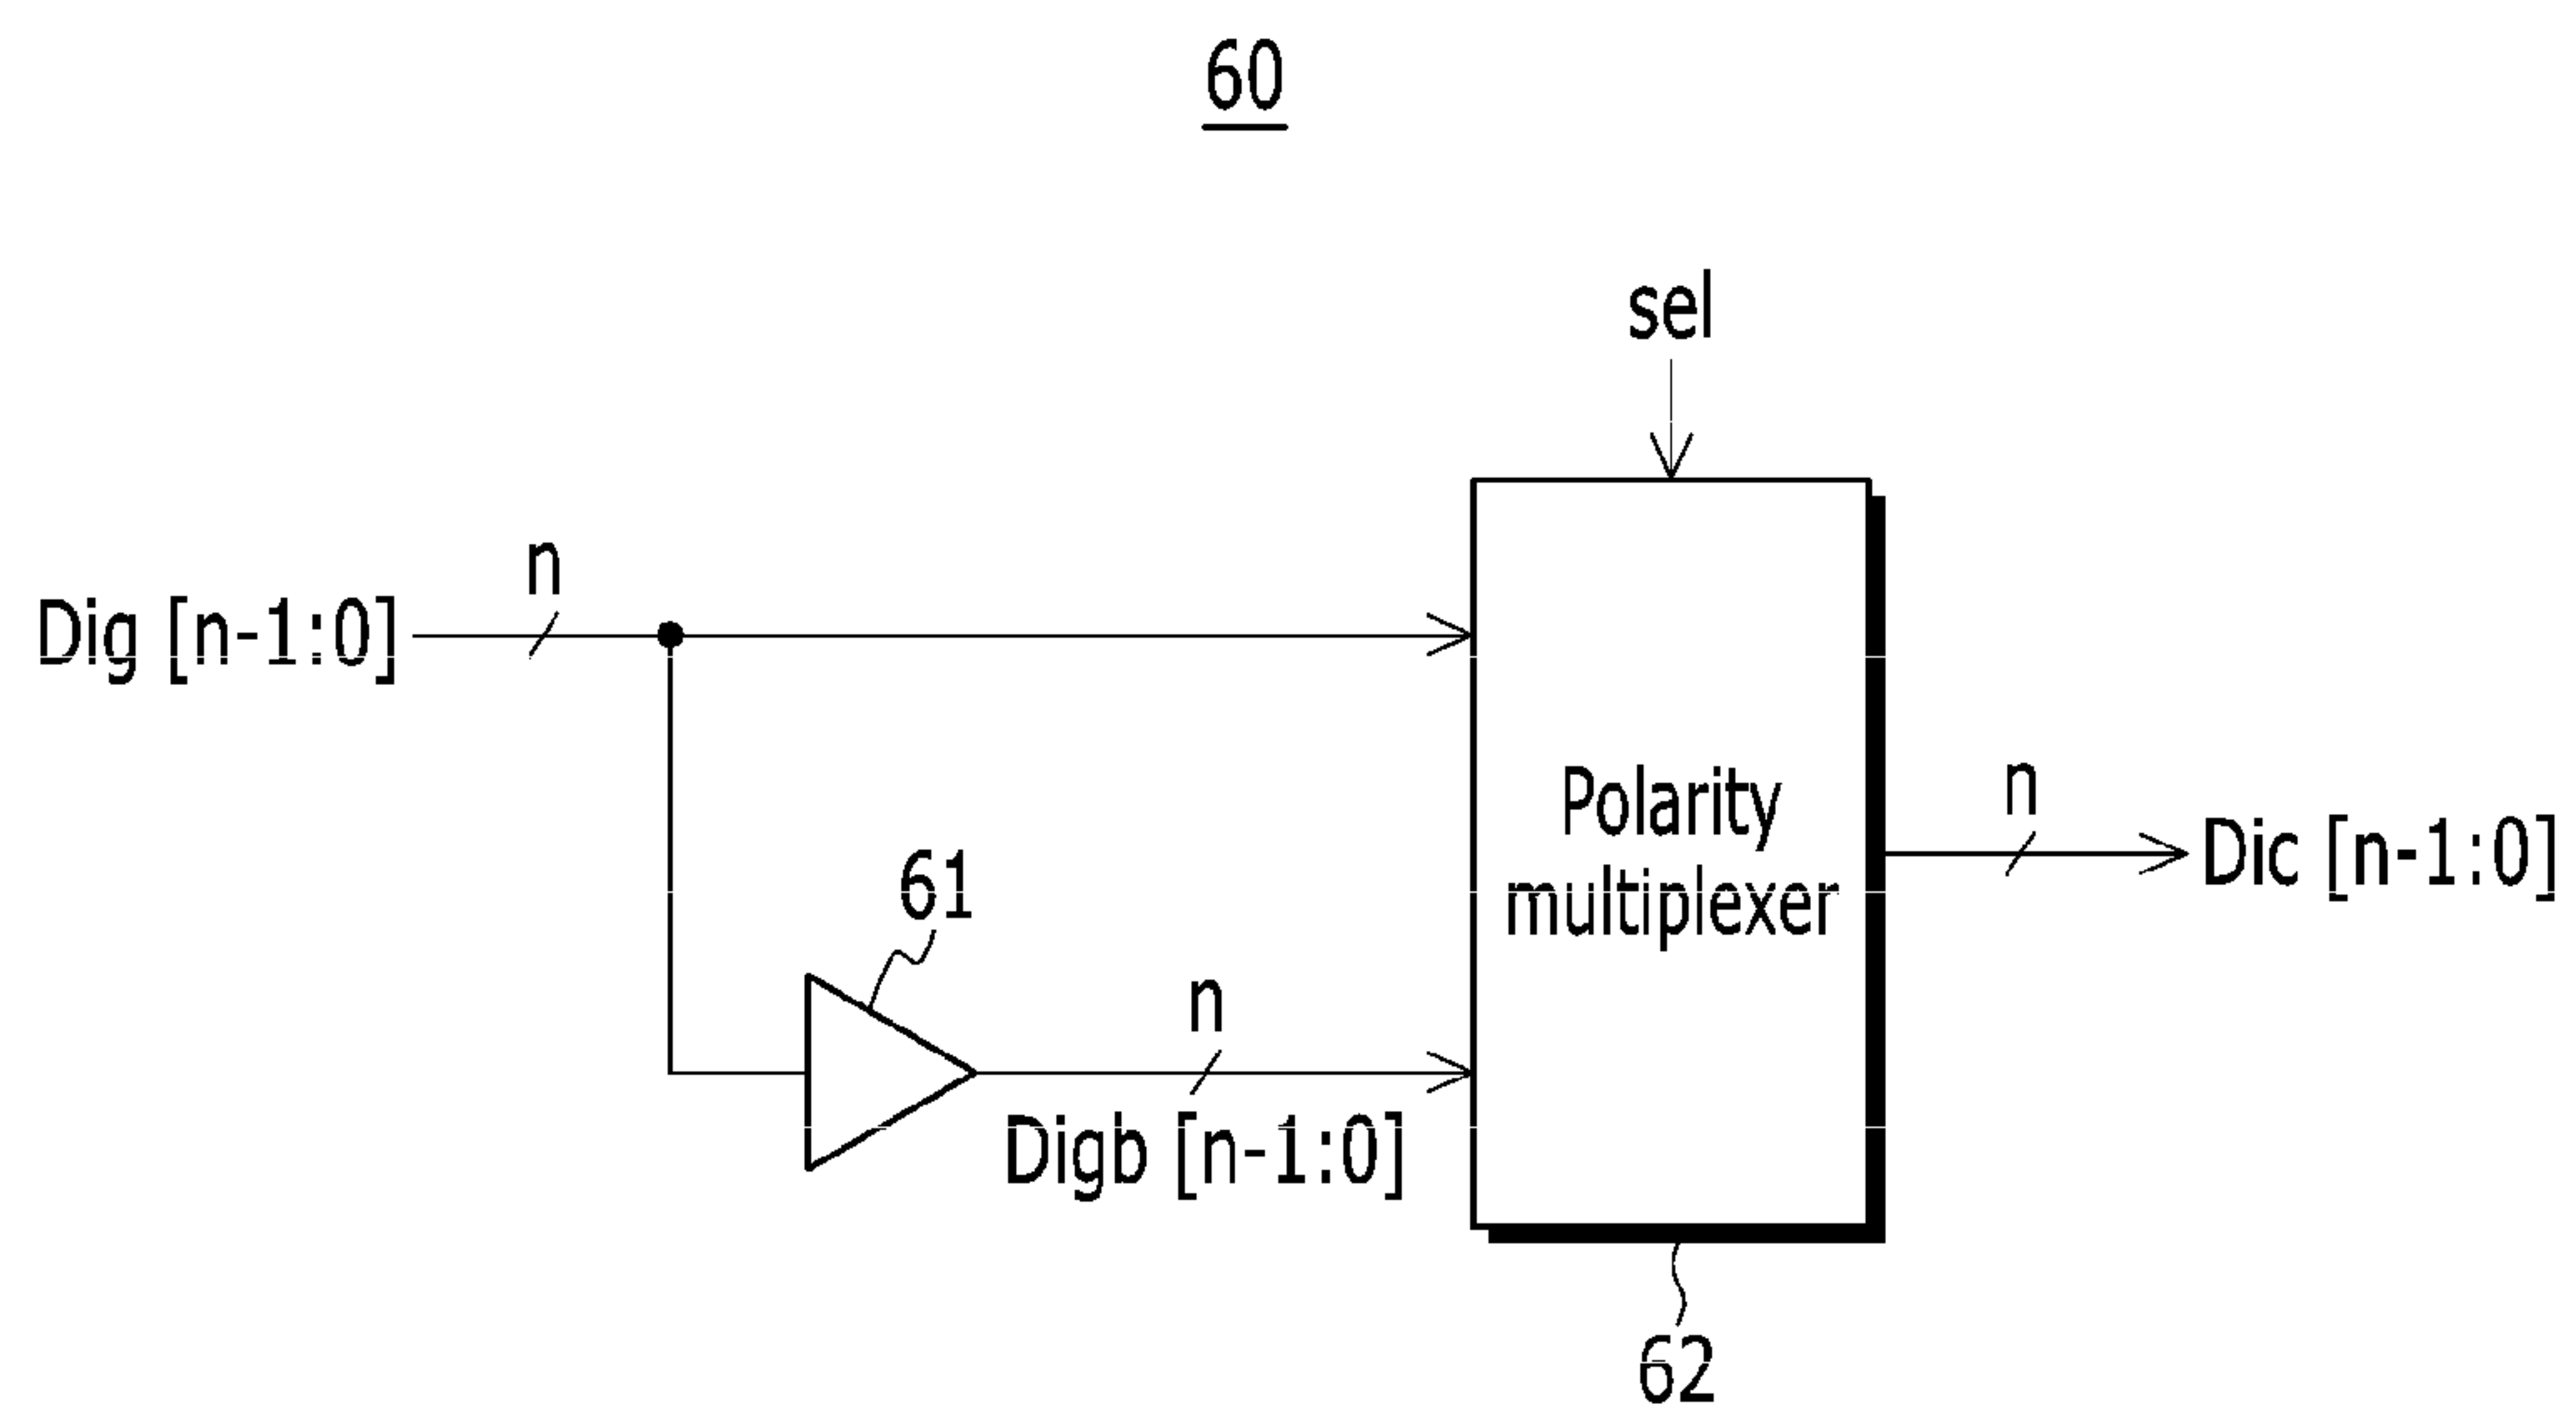 60
sel
n
Dig [n-1:0]
Polarity
multiplexer
n
Dic [n-1:0]
61
n
Digb [n-1:0]
62